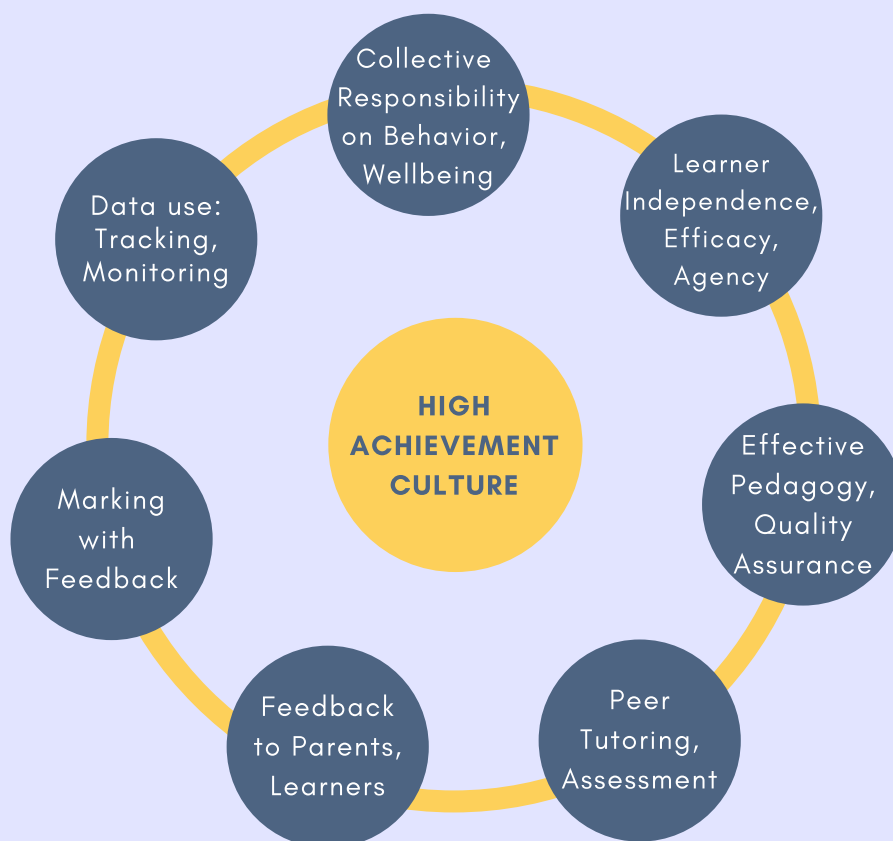 Collective
Responsibility
on Behavior,
Wellbeing
Learner
Independence,
Efficacy,
Agency
Effective
Pedagogy,
Quality
Assurance
Peer
Tutoring,
Assessment
Feedback
to Parents,
Learners
Marking
with
Feedback
Data use:
Tracking,
Monitoring
HIGH
ACHIEVEMENT
CULTURE